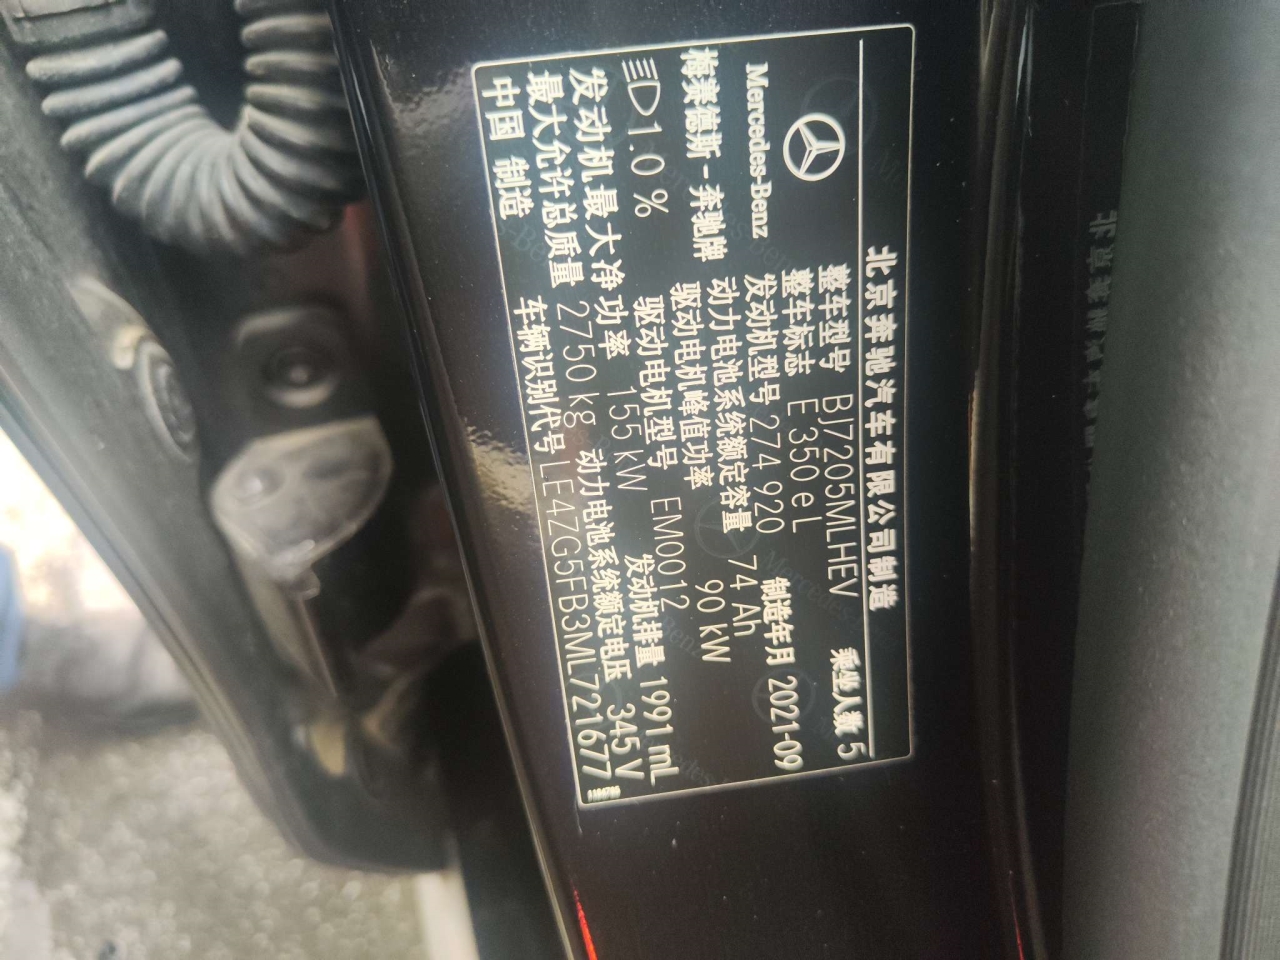 北京奔驰汽车有限公司制造
Mercedes-Benz
梅赛德斯-奔驰牌
整车型号 BJ7205MLHEV 乘坐人数 5
整车标志 E 350 e L
发动机型号 274 920 制造年月 2021-09
动力电池系统额定容量 74 Ah
驱动电机峰值功率 90 kW
1.0 %
驱动电机型号 EM0012
发动机排量 1991 mL
发动机最大净功率 155 kW
动力电池系统额定电压 345 V
最大允许总质量 2750 kg
车辆识别代号 LE4ZG5FB3ML721677
中国 制造